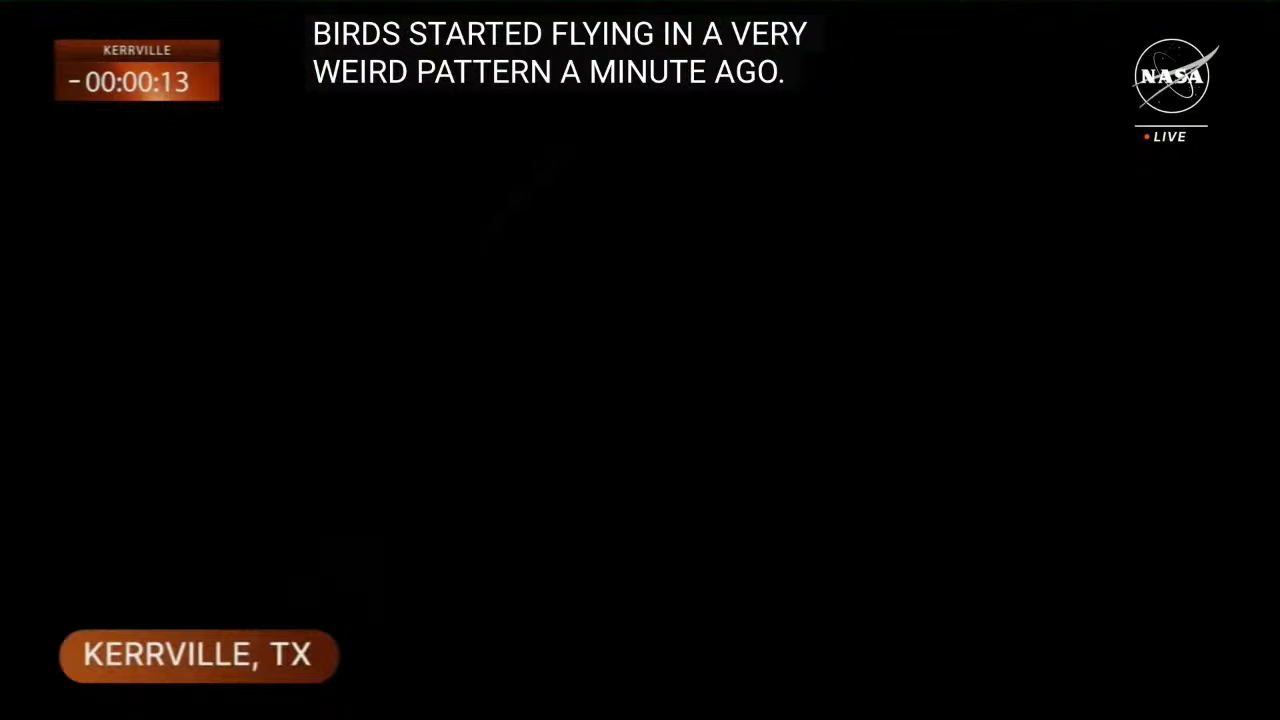 KERRVILLE
-00:00:13
BIRDS STARTED FLYING IN A VERY
WEIRD PATTERN A MINUTE AGO.
NASA
LIVE
KERRVILLE, TX